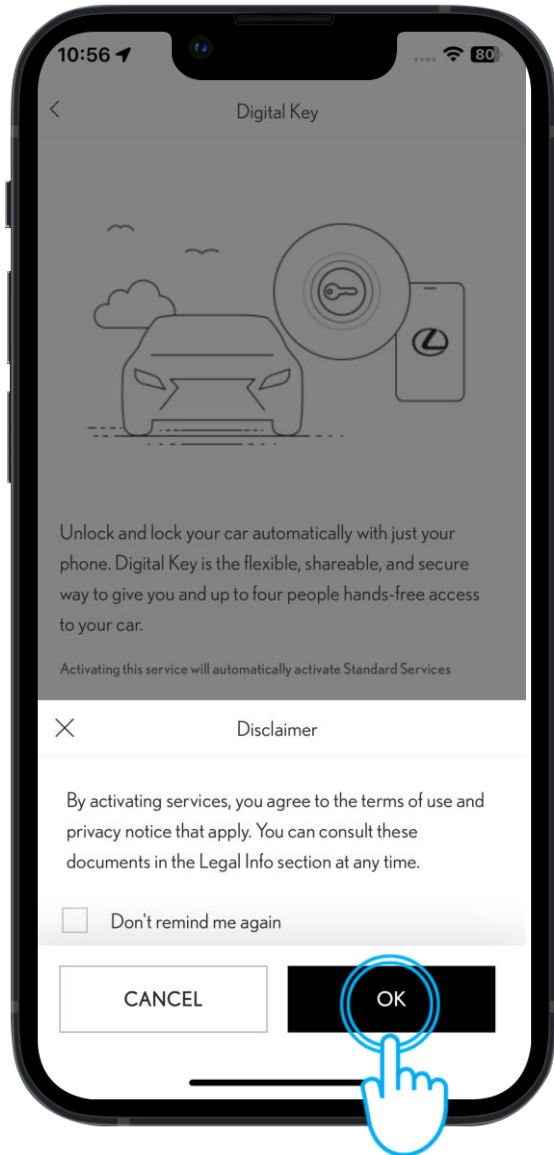 10:56
80
Digital Key
Unlock and lock your car automatically with just your
phone. Digital Key is the flexible, shareable, and secure
way to give you and up to four people hands-free access
to your car.
Activating this service will automatically activate Standard Services
Disclaimer
By activating services, you agree to the terms of use and
privacy notice that apply. You can consult these
documents in the Legal Info section at any time.
Don't remind me again
CANCEL
OK